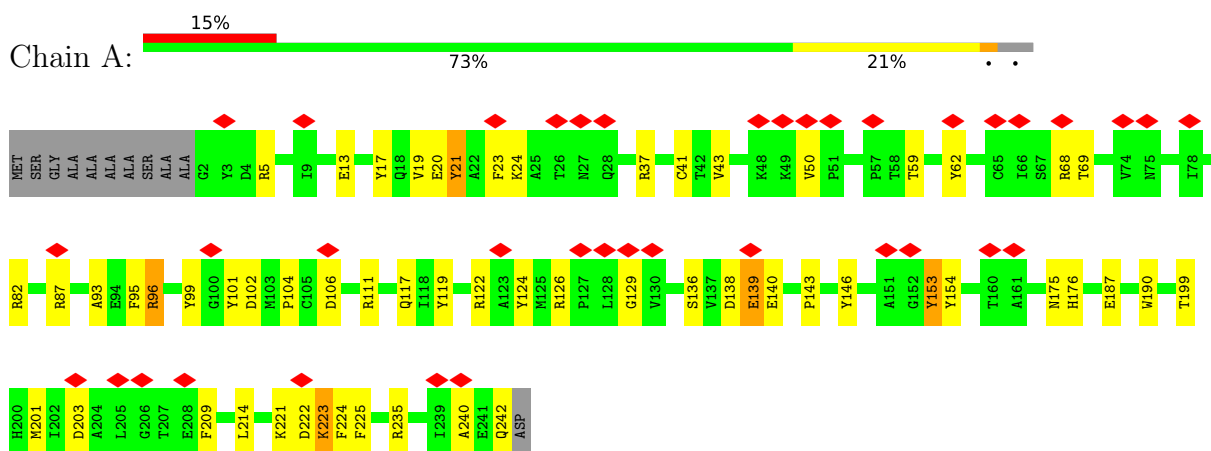 15%
Chain A:
73% 21% • •
MET SER GLY ALA ALA ALA ALA SER ALA ALA G2 Y3 D4 R5 I9 E13 Y17 Q18 V19 E20 Y21 A22 F23 K24 A25 T26 N27 Q28 R37 C41 T42 V43 K48 K49 V50 P51 P57 T58 T59 Y62 C65 I66 S67 R68 T69 V74 N75 I78
R82 R87 A93 E94 F95 R96 Y99 G100 Y101 D102 M103 P104 C105 D106 R111 Q117 I118 Y119 R122 A123 Y124 M125 R126 P127 L128 G129 V130 S136 V137 D138 E139 E140 P143 Y146 A151 G152 Y153 Y154 T160 A161 N175 H176 E187 W190 T199
H200 M201 I202 D203 A204 L205 G206 T207 E208 F209 L214 K221 D222 K223 F224 F225 R235 I239 A240 E241 Q242 ASP